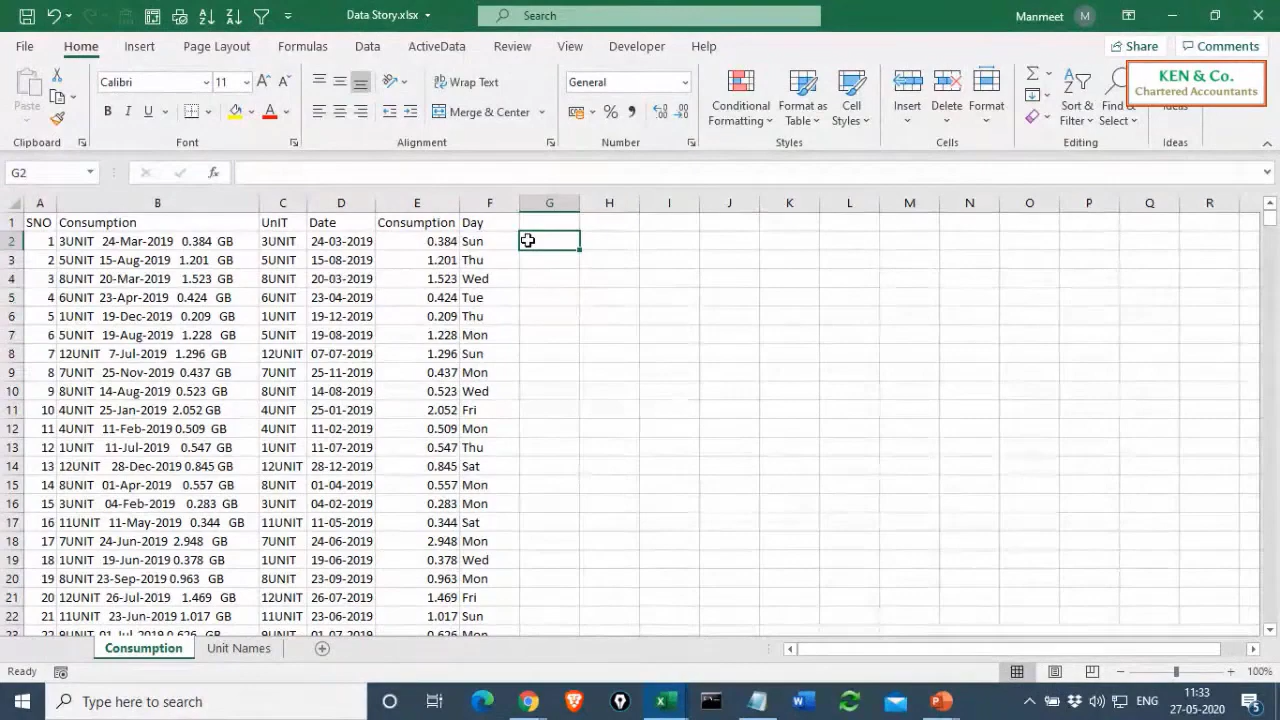 Data Story.xlsx
Search
Manmeet M
File Home Insert Page Layout Formulas Data ActiveData Review View Developer Help Share Comments
KEN & Co.
Chartered Accountants
Paste
Calibri 11
Wrap Text
General
Merge & Center
Conditional Formatting
Format as Table
Cell Styles
Insert
Delete
Format
Sort & Filter
Find & Select
Ideas
Clipboard Font Alignment Number Styles Cells Editing Ideas
G2 fx
A B C D E F G H I J K L M N O P Q R
1 SNO Consumption UnIT Date Consumption Day
2 1 3UNIT 24-Mar-2019 0.384 GB 3UNIT 24-03-2019 0.384 Sun
3 2 5UNIT 15-Aug-2019 1.201 GB 5UNIT 15-08-2019 1.201 Thu
4 3 8UNIT 20-Mar-2019 1.523 GB 8UNIT 20-03-2019 1.523 Wed
5 4 6UNIT 23-Apr-2019 0.424 GB 6UNIT 23-04-2019 0.424 Tue
6 5 1UNIT 19-Dec-2019 0.209 GB 1UNIT 19-12-2019 0.209 Thu
7 6 5UNIT 19-Aug-2019 1.228 GB 5UNIT 19-08-2019 1.228 Mon
8 7 12UNIT 7-Jul-2019 1.296 GB 12UNIT 07-07-2019 1.296 Sun
9 8 7UNIT 25-Nov-2019 0.437 GB 7UNIT 25-11-2019 0.437 Mon
10 9 8UNIT 14-Aug-2019 0.523 GB 8UNIT 14-08-2019 0.523 Wed
11 10 4UNIT 25-Jan-2019 2.052 GB 4UNIT 25-01-2019 2.052 Fri
12 11 4UNIT 11-Feb-2019 0.509 GB 4UNIT 11-02-2019 0.509 Mon
13 12 1UNIT 11-Jul-2019 0.547 GB 1UNIT 11-07-2019 0.547 Thu
14 13 12UNIT 28-Dec-2019 0.845 GB 12UNIT 28-12-2019 0.845 Sat
15 14 8UNIT 01-Apr-2019 0.557 GB 8UNIT 01-04-2019 0.557 Mon
16 15 3UNIT 04-Feb-2019 0.283 GB 3UNIT 04-02-2019 0.283 Mon
17 16 11UNIT 11-May-2019 0.344 GB 11UNIT 11-05-2019 0.344 Sat
18 17 7UNIT 24-Jun-2019 2.948 GB 7UNIT 24-06-2019 2.948 Mon
19 18 1UNIT 19-Jun-2019 0.378 GB 1UNIT 19-06-2019 0.378 Wed
20 19 8UNIT 23-Sep-2019 0.963 GB 8UNIT 23-09-2019 0.963 Mon
21 20 12UNIT 26-Jul-2019 1.469 GB 12UNIT 26-07-2019 1.469 Fri
22 21 11UNIT 23-Jun-2019 1.017 GB 11UNIT 23-06-2019 1.017 Sun
23 22 9UNIT 01-Jul-2019 0.626 GB 9UNIT 01-07-2019 0.626 Mon
Consumption Unit Names
Ready 100%
Type here to search
ENG
11:33
27-05-2020
5